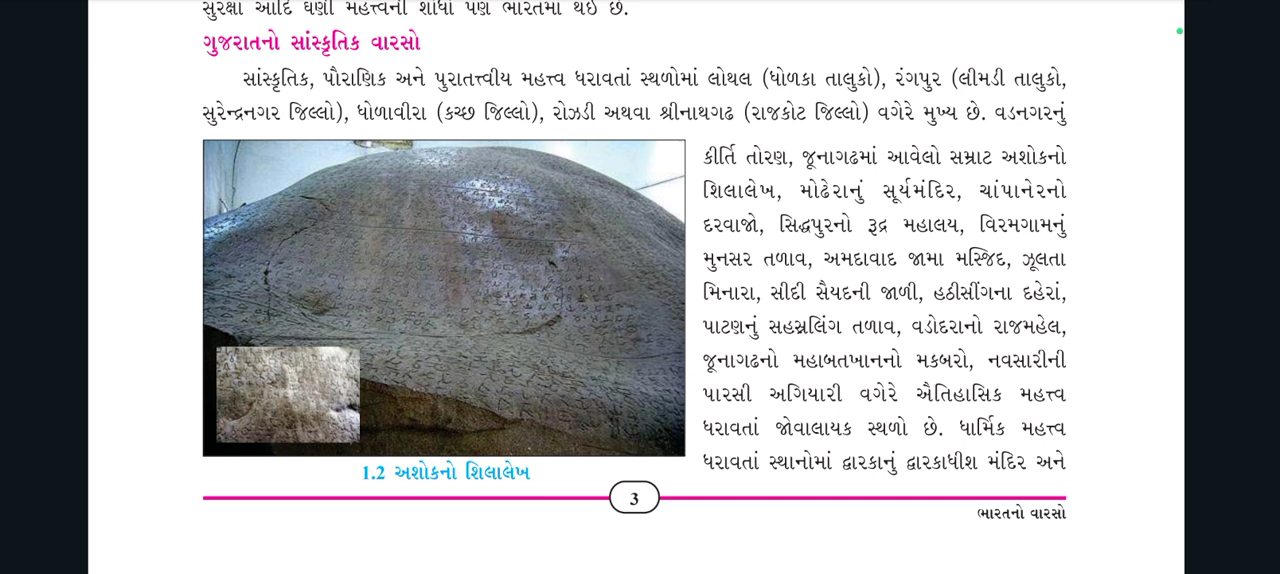 સુરક્ષા આદિ ઘણી મહત્ત્વની શોધો પણ ભારતમાં થઈ છે.
ગુજરાતનો સાંસ્કૃતિક વારસો
સાંસ્કૃતિક, પૌરાણિક અને પુરાતત્ત્વીય મહત્ત્વ ધરાવતાં સ્થળોમાં લોથલ (ધોળકા તાલુકો), રંગપુર (લીમડી તાલુકો,
સુરેન્દ્રનગર જિલ્લો), ધોળાવીરા (કચ્છ જિલ્લો), રોઝડી અથવા શ્રીનાથગઢ (રાજકોટ જિલ્લો) વગેરે મુખ્ય છે. વડનગરનું
કીર્તિ તોરણ, જૂનાગઢમાં આવેલો સમ્રાટ અશોકનો
શિલાલેખ, મોઢેરાનું સૂર્યમંદિર, ચાંપાનેરનો
દરવાજો, સિદ્ધપુરનો રૂદ્ર મહાલય, વિરમગામનું
મુનસર તળાવ, અમદાવાદ જામા મસ્જિદ, ઝૂલતા
મિનારા, સીદી સૈયદની જાળી, હઠીસીંગના દહેરાં,
પાટણનું સહસ્રલિંગ તળાવ, વડોદરાનો રાજમહેલ,
જૂનાગઢનો મહાબતખાનનો મકબરો, નવસારીની
પારસી અગિયારી વગેરે ઐતિહાસિક મહત્ત્વ
ધરાવતાં જોવાલાયક સ્થળો છે. ધાર્મિક મહત્ત્વ
ધરાવતાં સ્થાનોમાં દ્વારકાનું દ્વારકાધીશ મંદિર અને
1.2 અશોકનો શિલાલેખ
3
ભારતનો વારસો